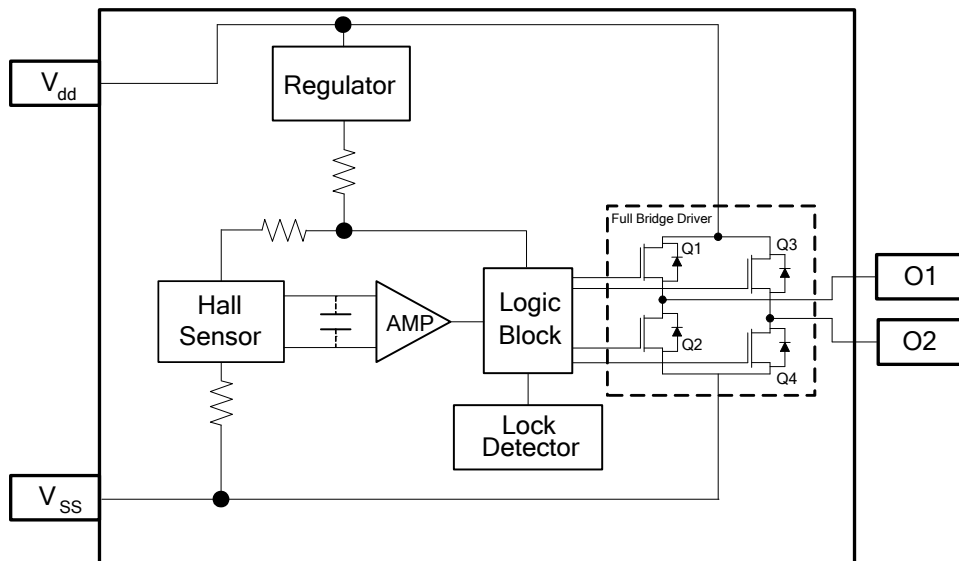 Vdd
Regulator
Full Bridge Driver
Q1
Q3
Hall
Sensor
AMP
Logic
Block
O1
O2
Q2
Q4
Lock
Detector
VSS